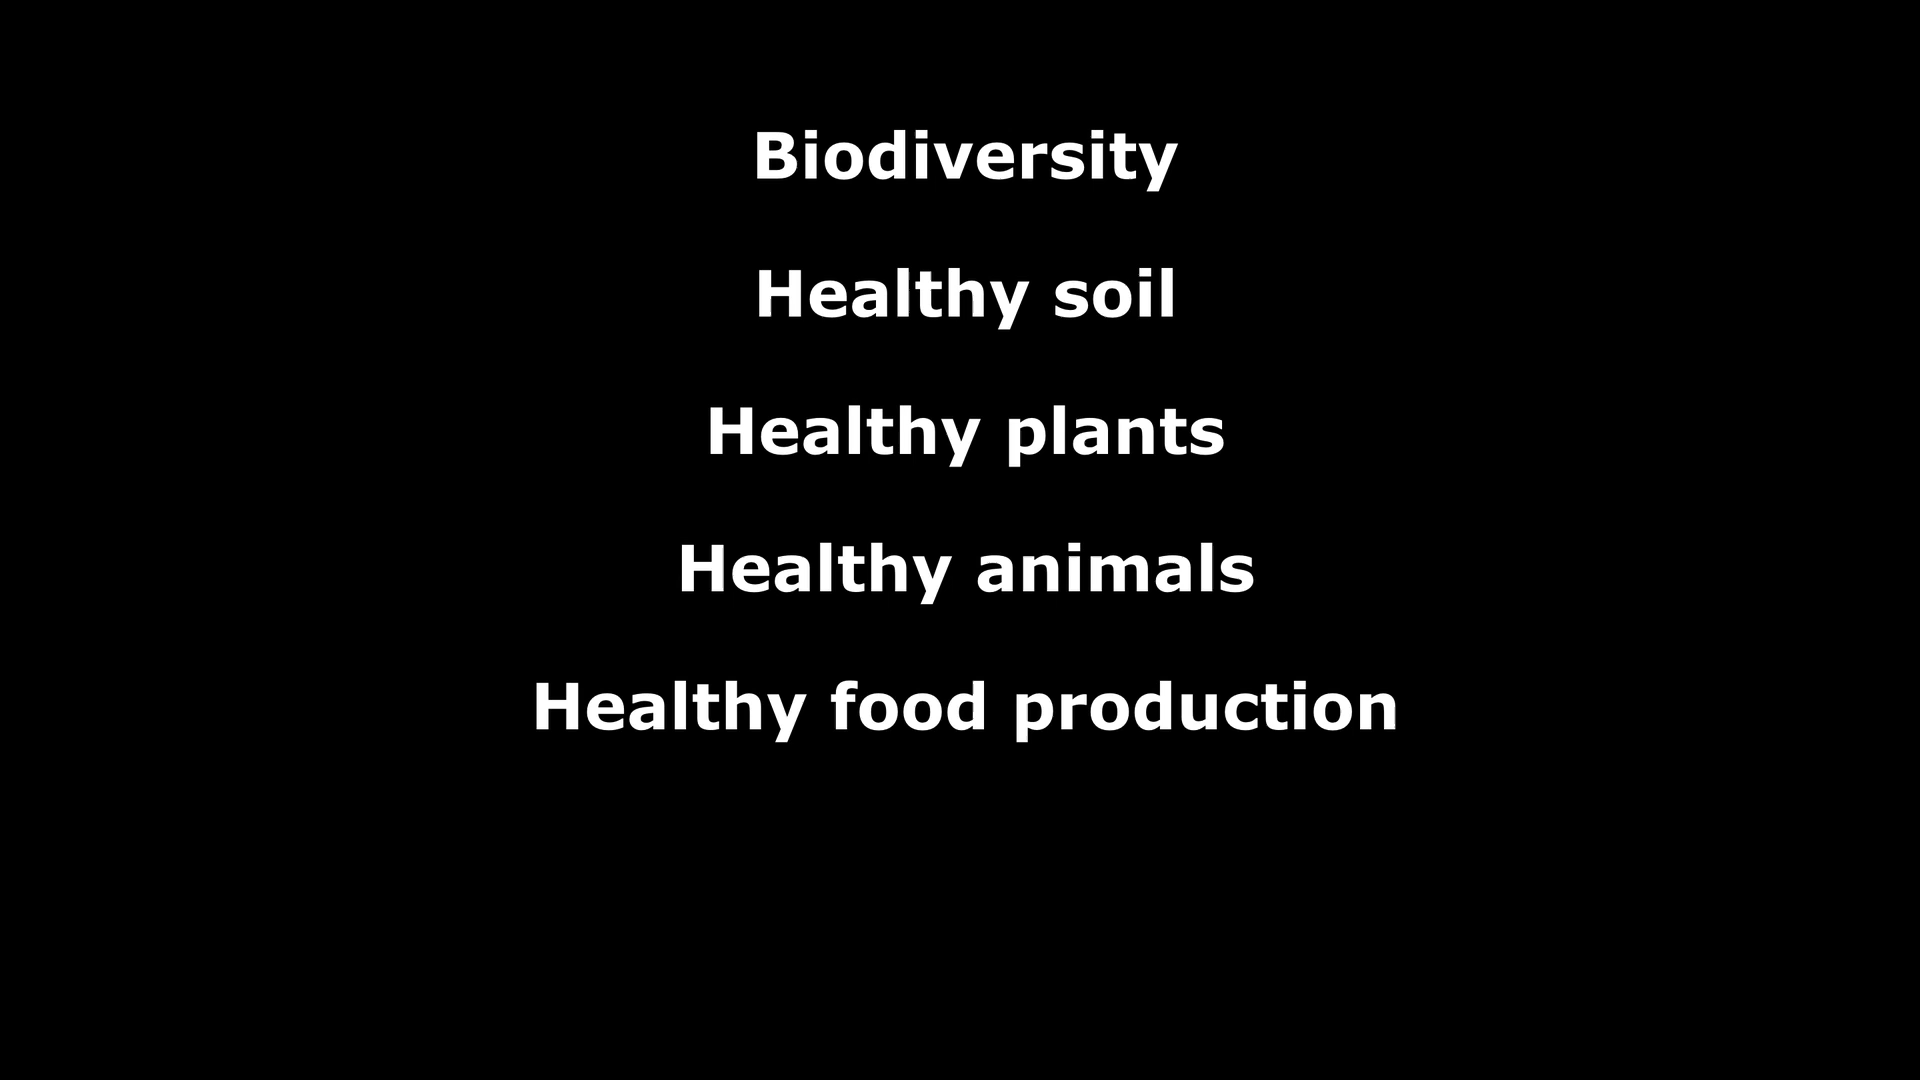 Biodiversity
Healthy soil
Healthy plants
Healthy animals
Healthy food production